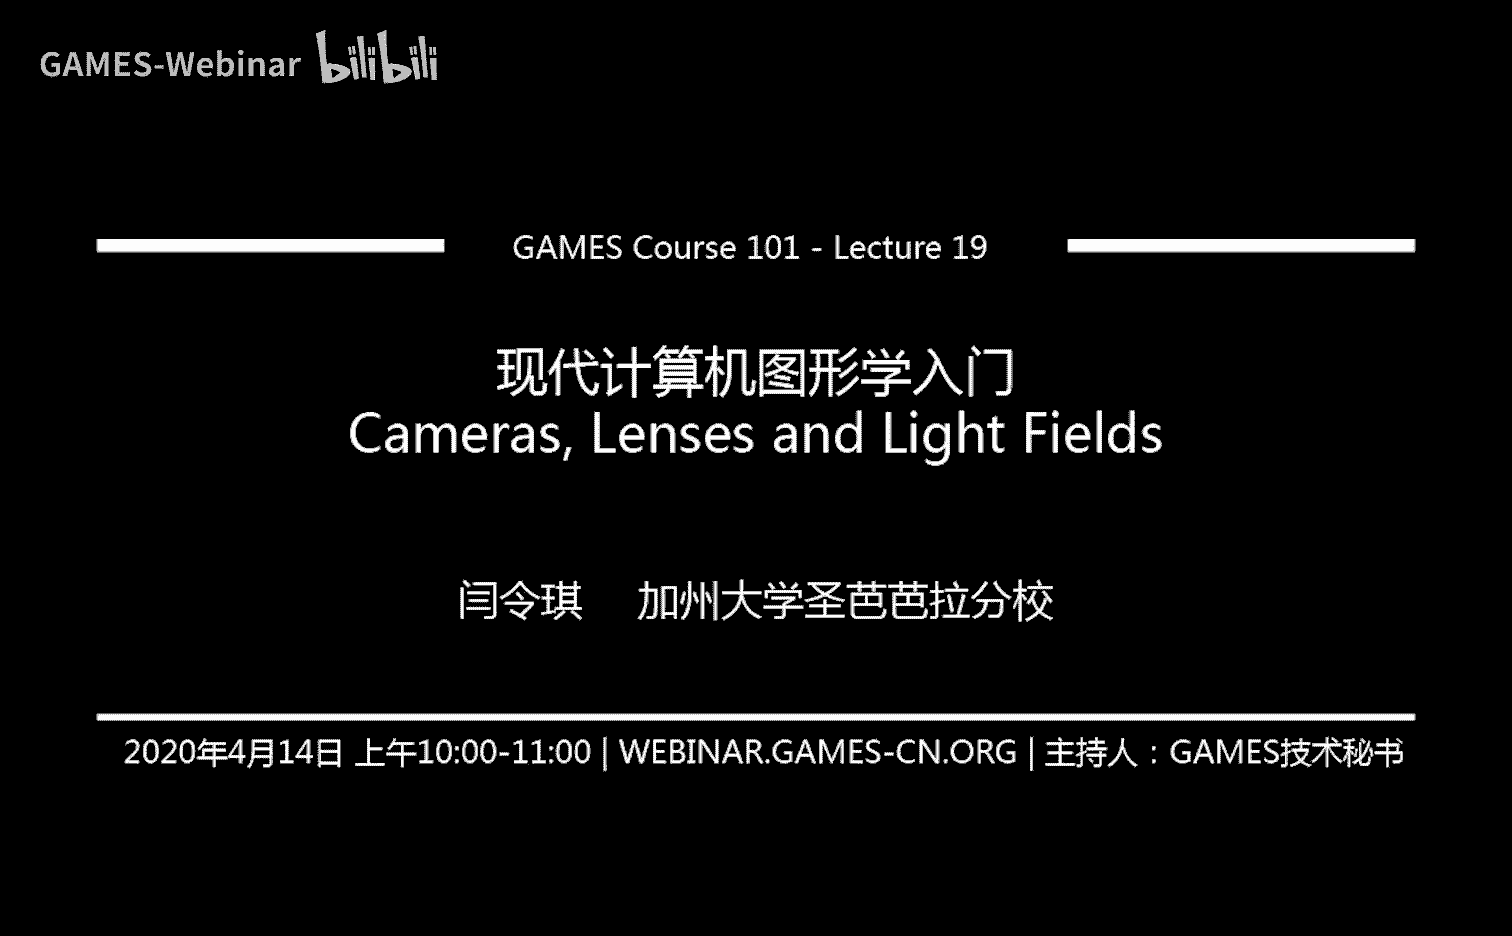 GAMES-Webinar bilibili
GAMES Course 101 - Lecture 19
现代计算机图形学入门
Cameras, Lenses and Light Fields
闫令琪 加州大学圣芭芭拉分校
2020年4月14日 上午10:00-11:00 | WEBINAR.GAMES-CN.ORG | 主持人：GAMES技术秘书